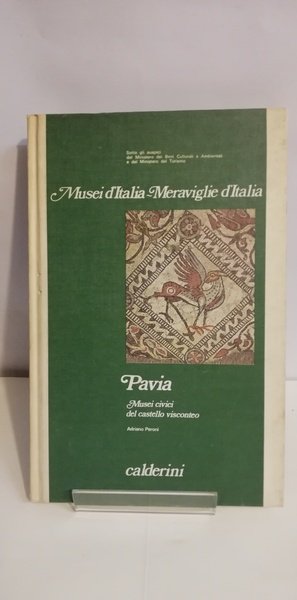 Sotto gli auspici
del Ministero dei Beni Culturali e Ambientali
e del Ministero del Turismo
Musei d'Italia-Meraviglie d'Italia
Pavia
Musei civici
del castello visconteo
Adriano Peroni
calderini